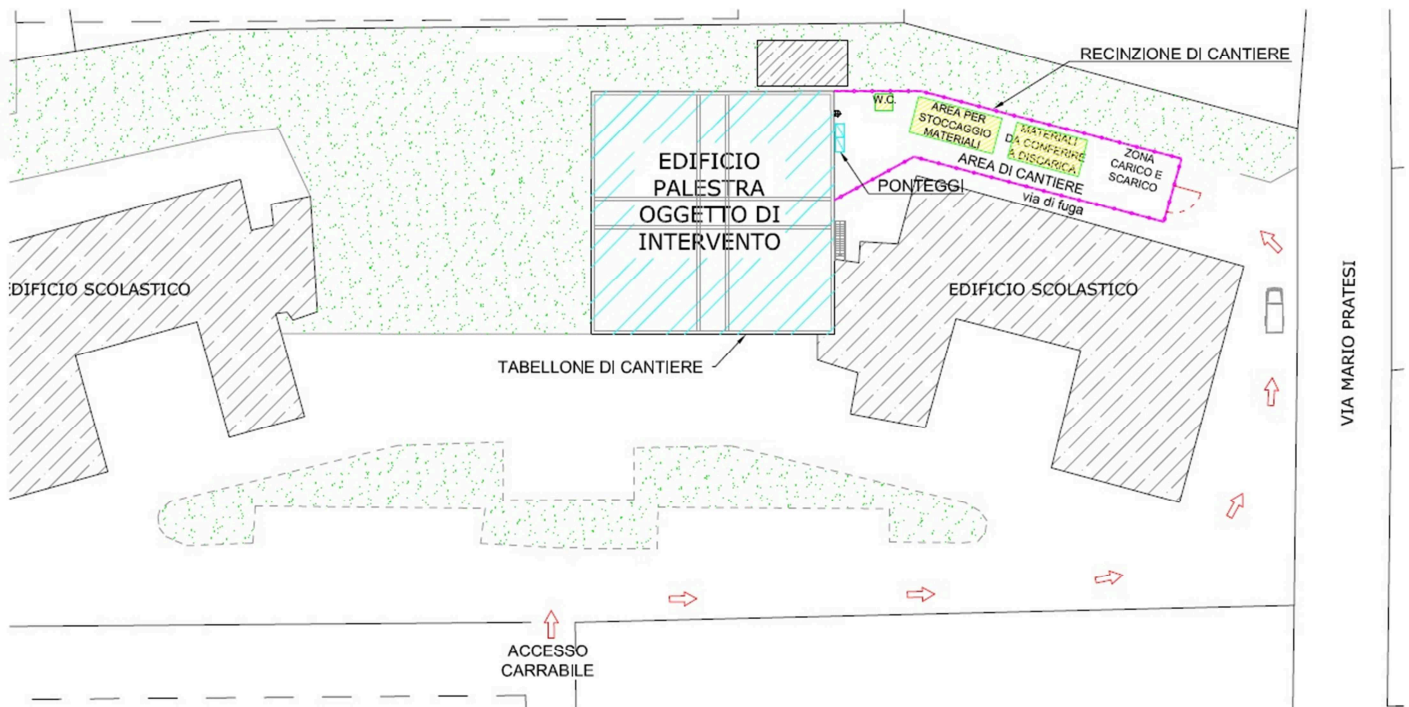 RECINZIONE DI CANTIERE
W.C.
AREA PER
STOCCAGGIO
MATERIALI
MATERIALI
DA CONFERIRE
A DISCARICA
ZONA
CARICO E
SCARICO
AREA DI CANTIERE
via di fuga
PONTEGGI
EDIFICIO
PALESTRA
OGGETTO DI
INTERVENTO
EDIFICIO SCOLASTICO
EDIFICIO SCOLASTICO
TABELLONE DI CANTIERE
VIA MARIO PRATESI
ACCESSO
CARRABILE